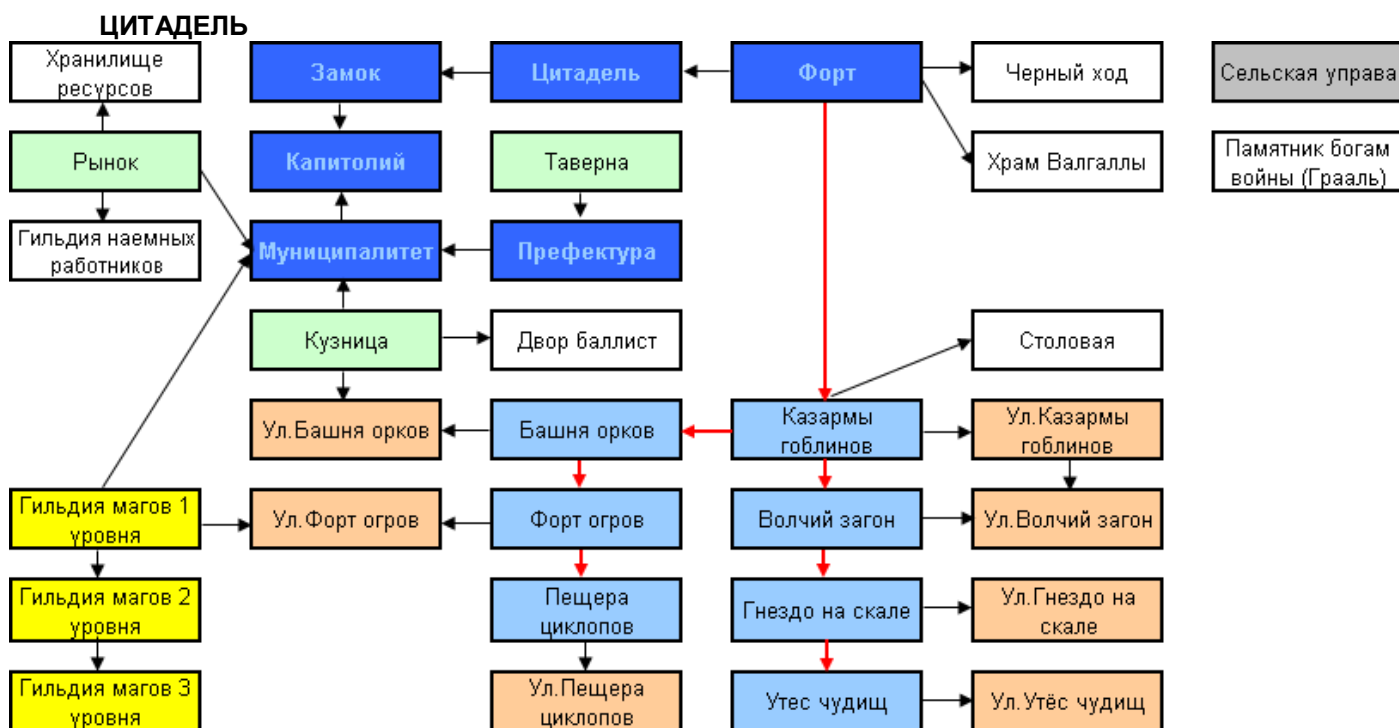 ЦИТАДЕЛЬ
Хранилище
ресурсов
Замок
Цитадель
Форт
Черный ход
Сельская управа
Рынок
Капитолий
Таверна
Храм Валгаллы
Памятник богам
войны (Грааль)
Гильдия наемных
работников
Муниципалитет
Префектура
Кузница
Двор баллист
Столовая
Ул.Башня орков
Башня орков
Казармы
гоблинов
Ул.Казармы
гоблинов
Гильдия магов 1
уровня
Ул.Форт огров
Форт огров
Волчий загон
Ул.Волчий загон
Гильдия магов 2
уровня
Пещера
циклопов
Гнездо на скале
Ул.Гнездо на
скале
Гильдия магов 3
уровня
Ул.Пещера
циклопов
Утес чудищ
Ул.Утёс чудищ